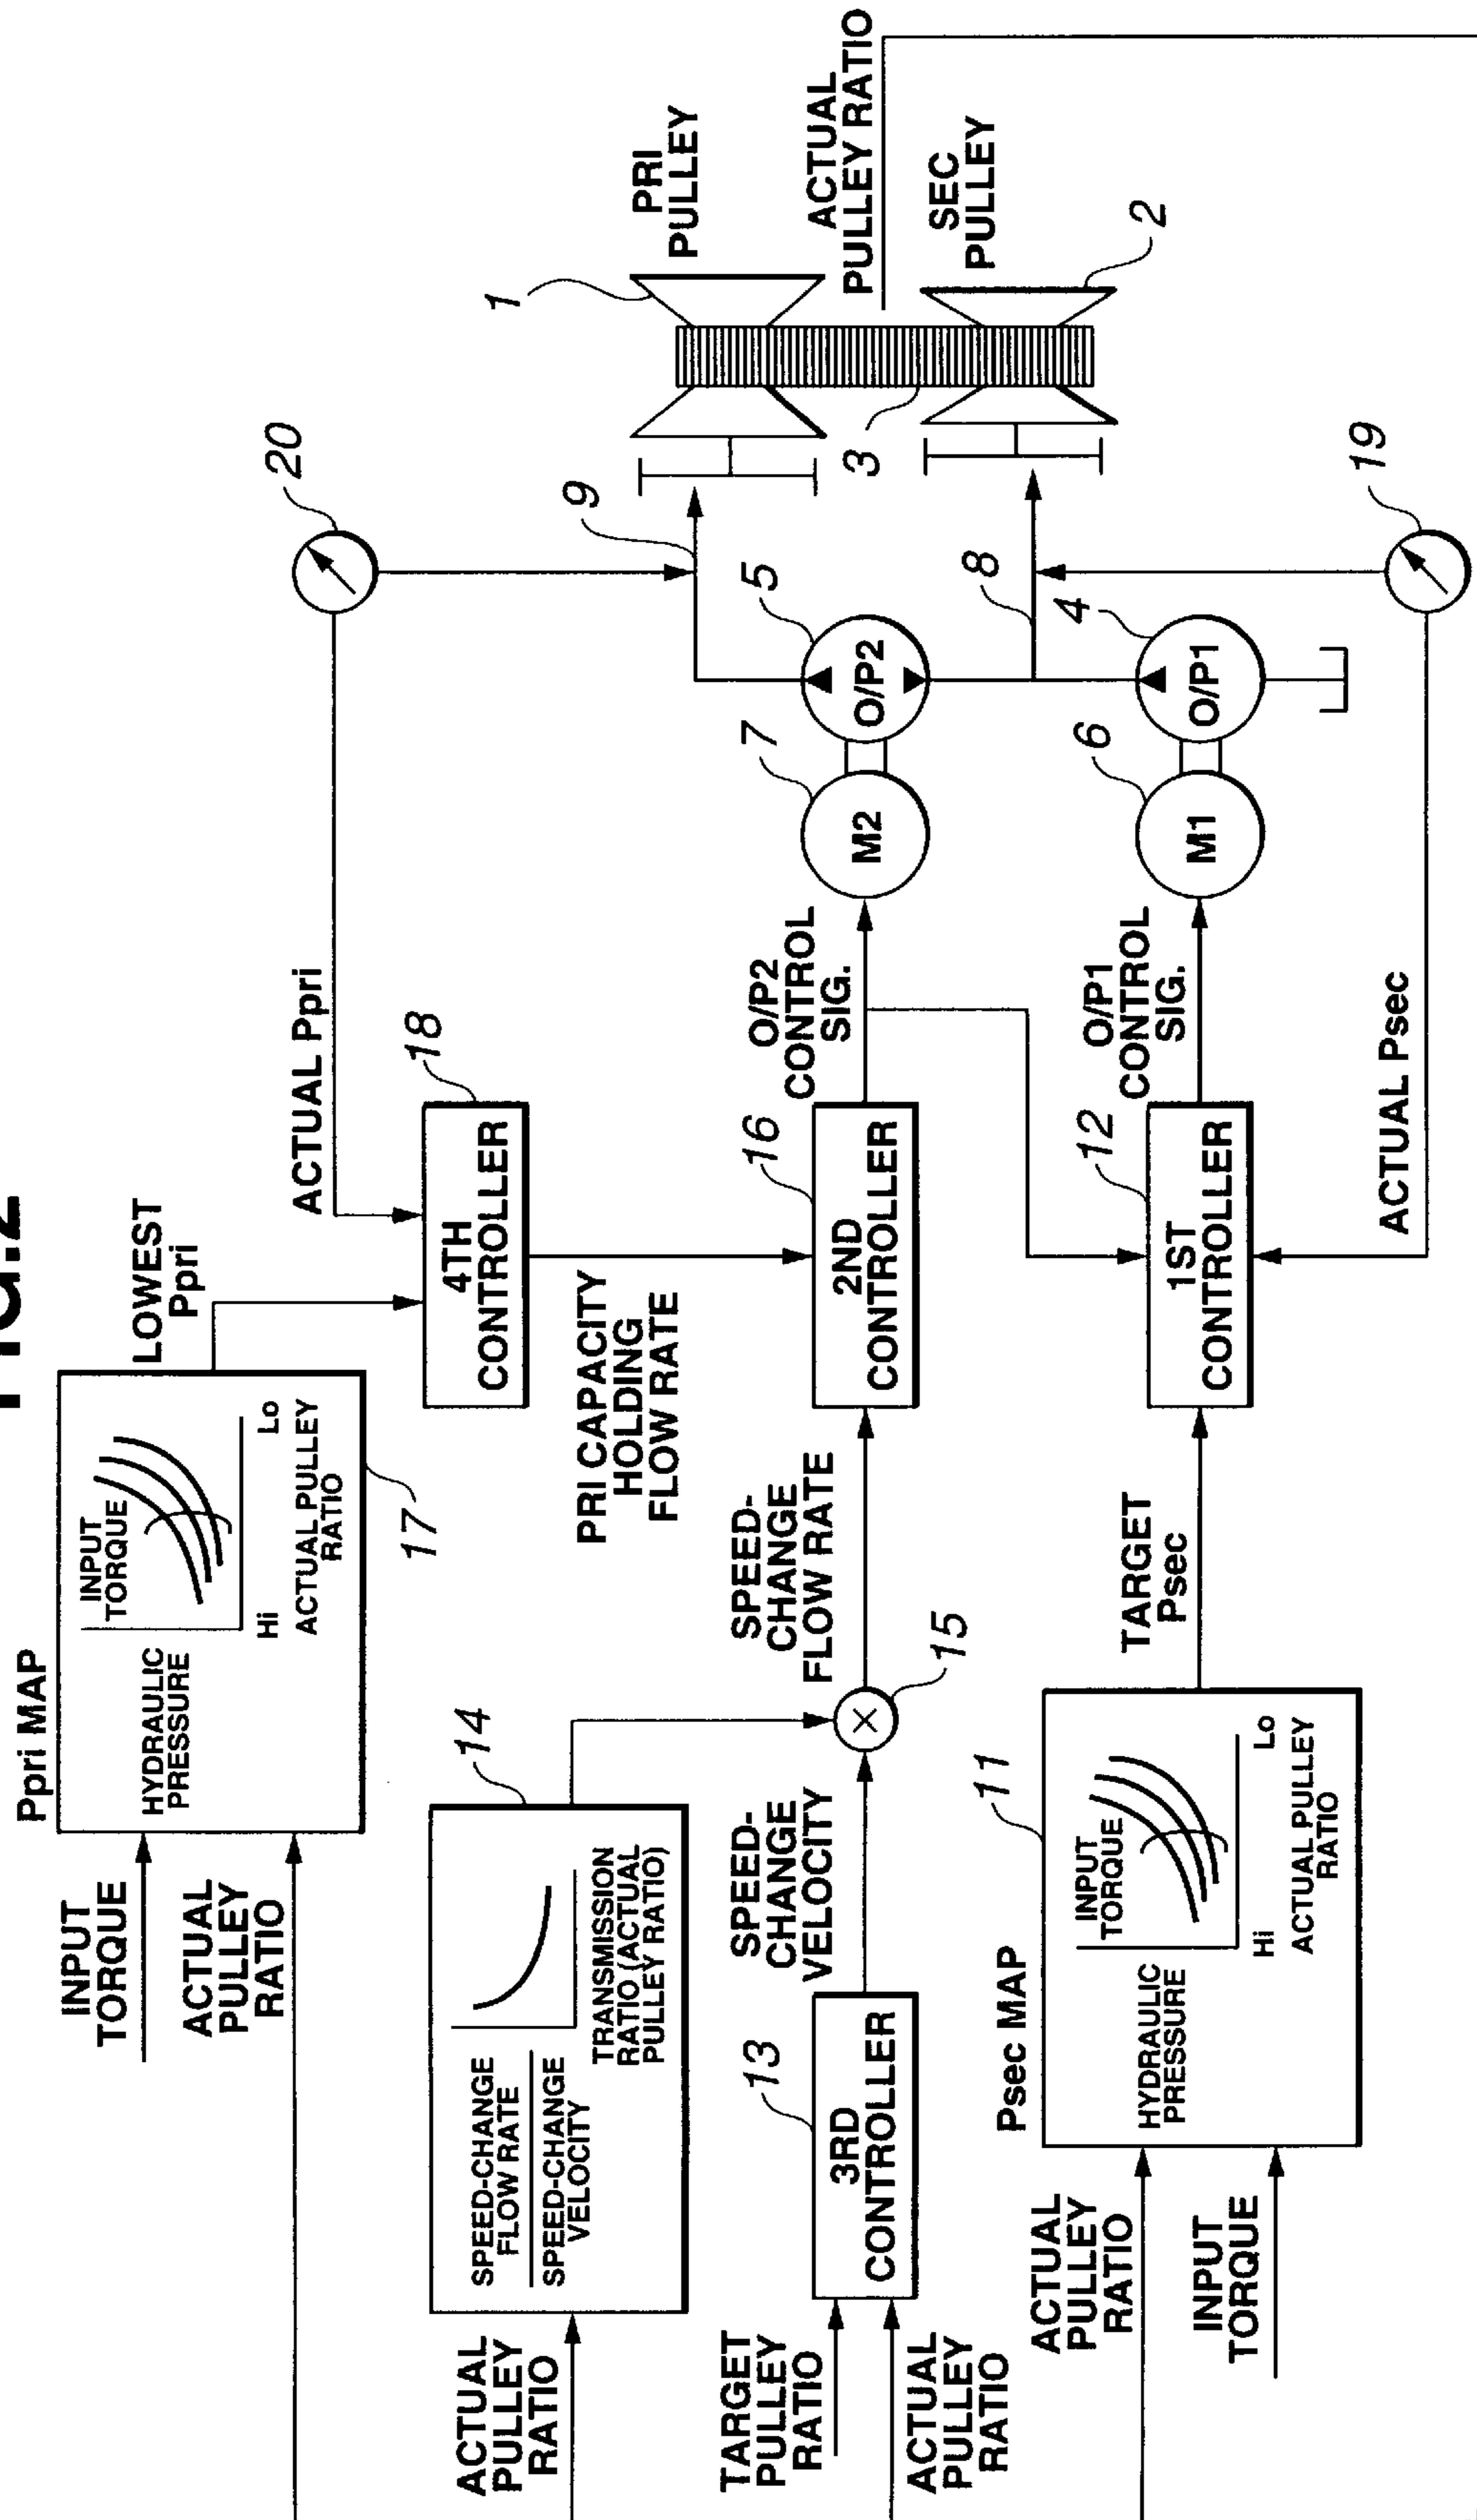 FIG.2
Ppri MAP
INPUT
TORQUE
ACTUAL
PULLEY
RATIO
HYDRAULIC
PRESSURE
INPUT
TORQUE
Hi
Lo
ACTUAL PULLEY
RATIO
17
LOWEST
Ppri
ACTUAL Ppri
20
4TH
CONTROLLER
18
PRI CAPACITY
HOLDING
FLOW RATE
ACTUAL
PULLEY
RATIO
SPEED-CHANGE
FLOW RATE
SPEED-CHANGE
VELOCITY
TRANSMISSION
RATIO (ACTUAL
PULLEY RATIO)
14
TARGET
PULLEY
RATIO
ACTUAL
PULLEY
RATIO
3RD
CONTROLLER
13
SPEED-
CHANGE
VELOCITY
×
15
SPEED-
CHANGE
FLOW RATE
2ND
CONTROLLER
16
O/P2
CONTROL
SIG.
M2
7
O/P2
5
9
1
PRI
PULLEY
ACTUAL
PULLEY RATIO
3
SEC
PULLEY
2
Psec MAP
ACTUAL
PULLEY
RATIO
INPUT
TORQUE
HYDRAULIC
PRESSURE
INPUT
TORQUE
Hi
Lo
ACTUAL PULLEY
RATIO
11
TARGET
Psec
1ST
CONTROLLER
12
O/P1
CONTROL
SIG.
M1
6
O/P1
4
8
ACTUAL Psec
19